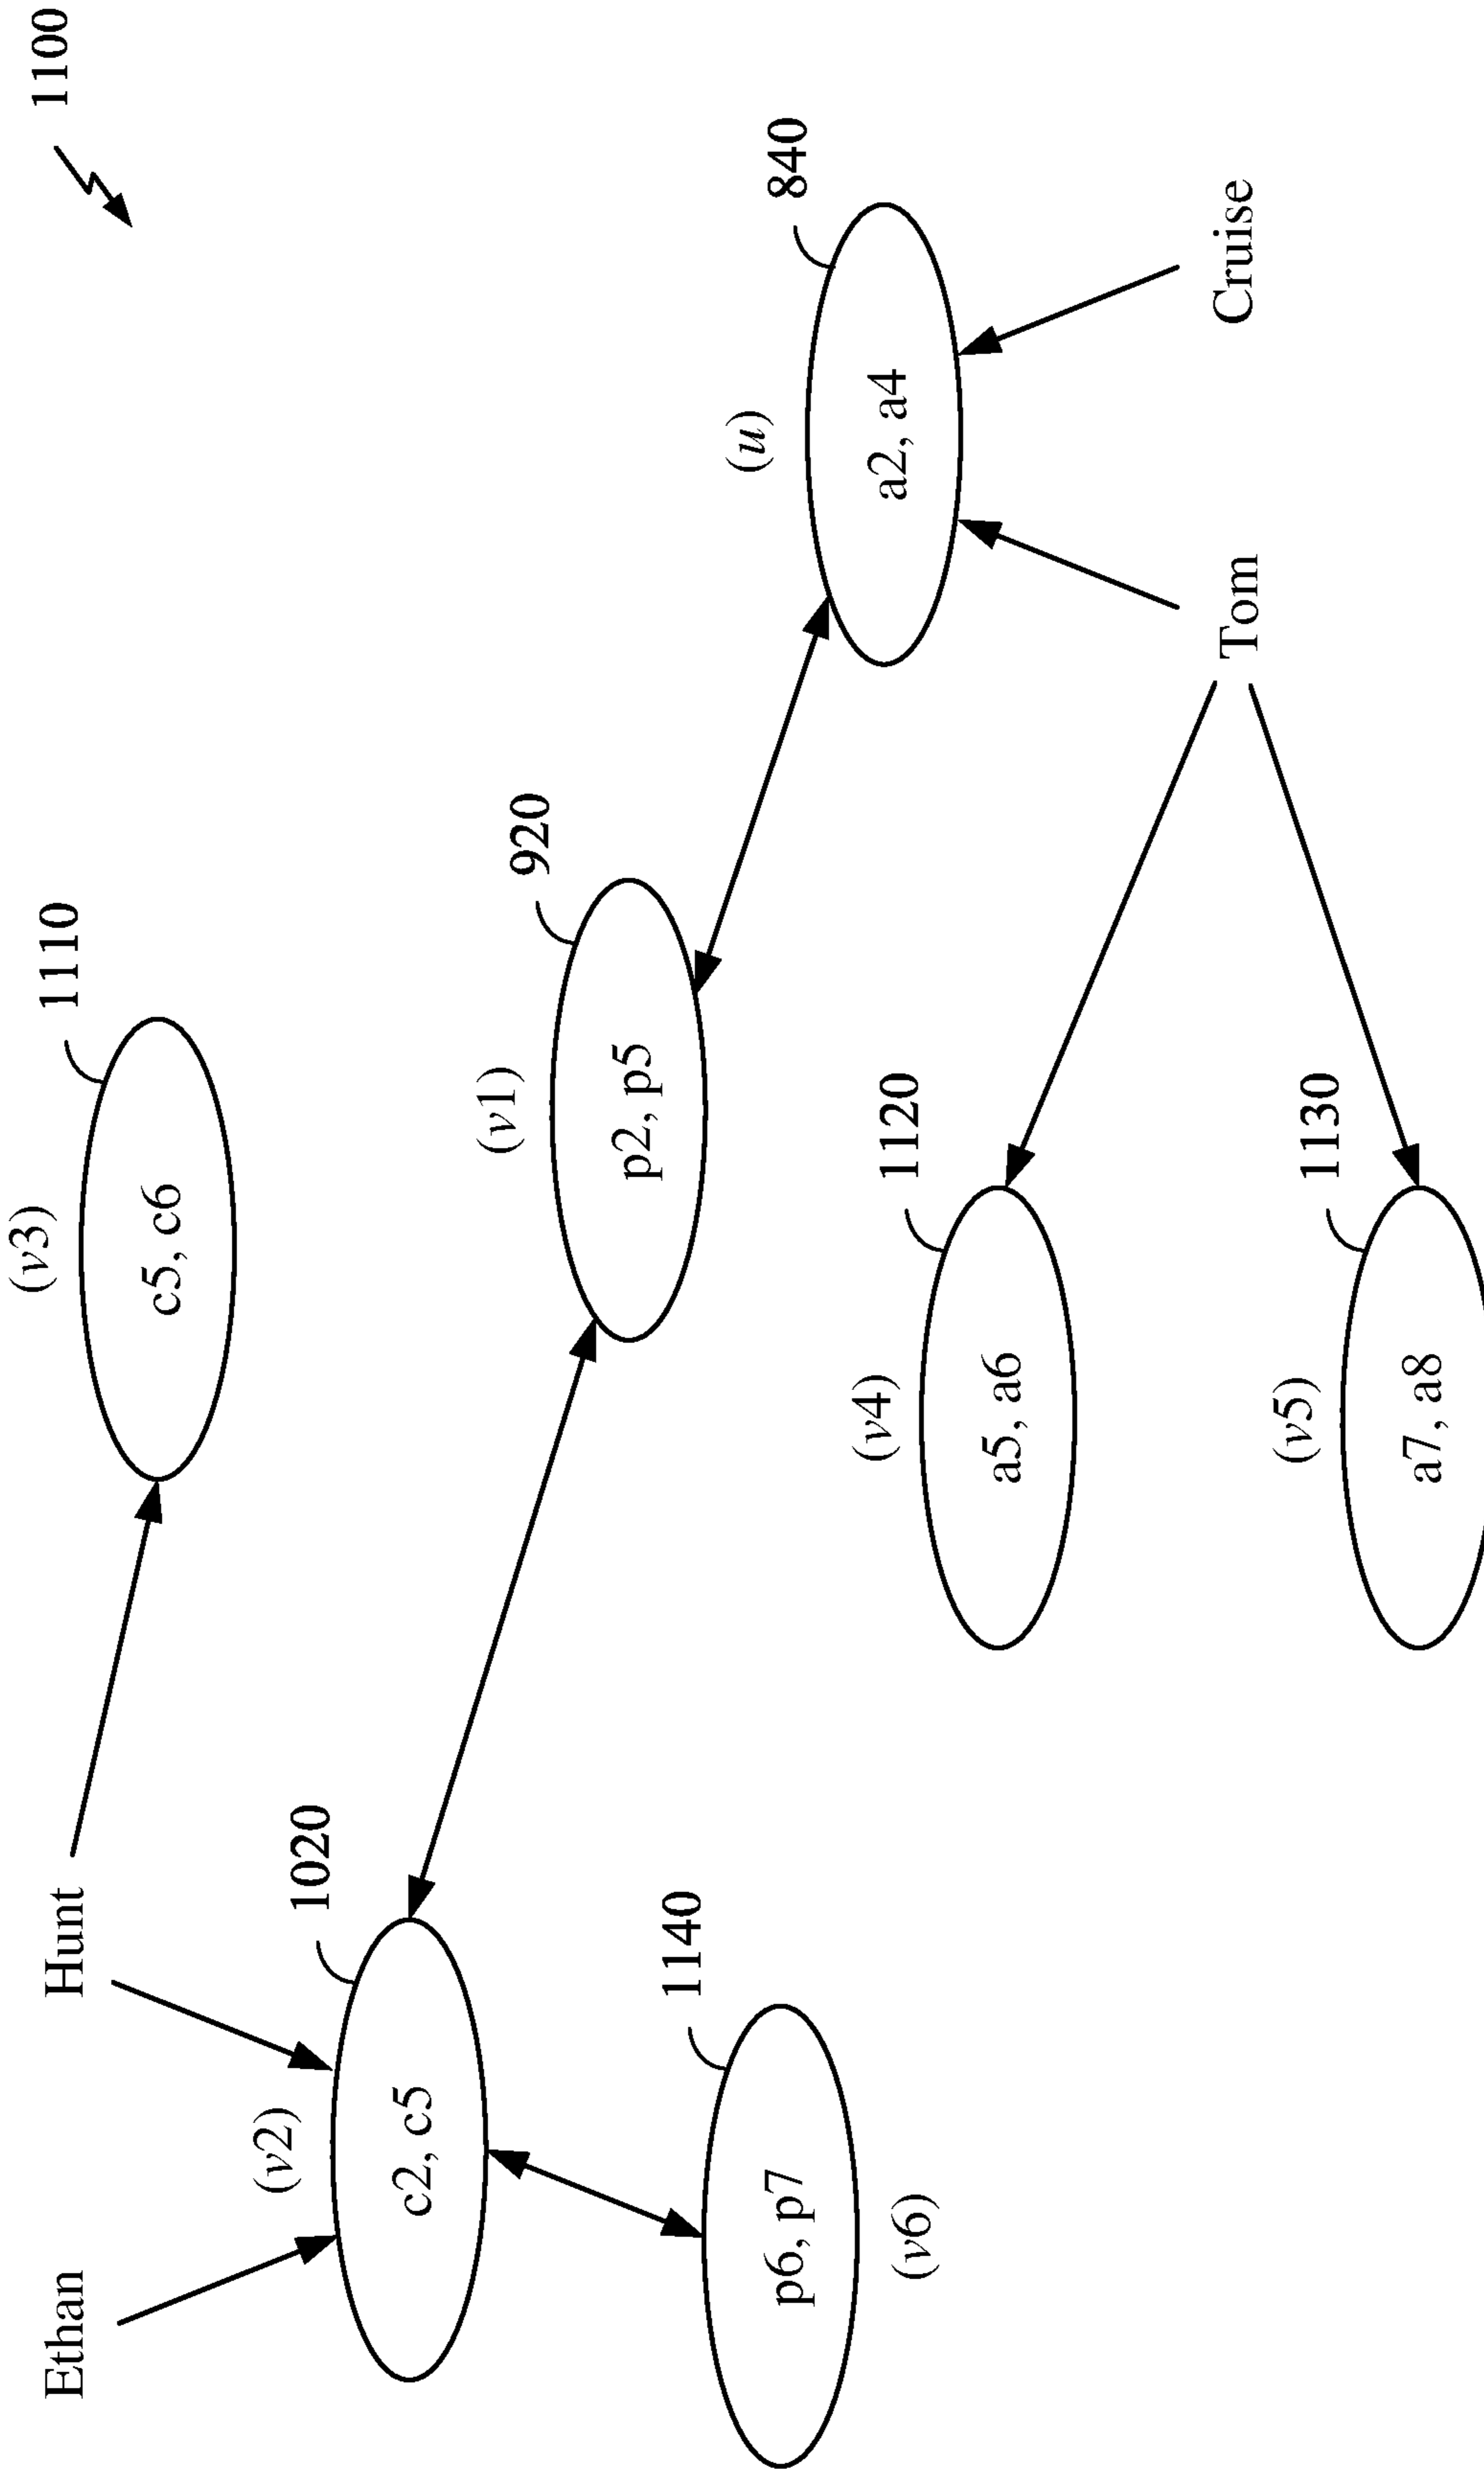 1100
Ethan
Hunt
(v3)
1110
c5, c6
(v2)
1020
c2, c5
(v1)
920
p2, p5
(u)
840
a2, a4
1140
p6, p7
(v6)
(v4)
1120
a5, a6
Tom
Cruise
(v5)
1130
a7, a8